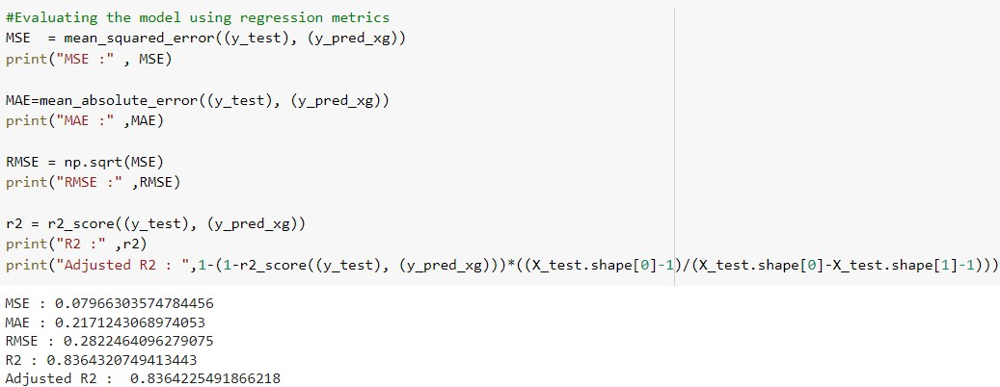 #Evaluating the model using regression metrics
MSE  = mean_squared_error((y_test), (y_pred_xg))
print("MSE :" , MSE)
MAE=mean_absolute_error((y_test), (y_pred_xg))
print("MAE :" ,MAE)
RMSE = np.sqrt(MSE)
print("RMSE :" ,RMSE)
r2 = r2_score((y_test), (y_pred_xg))
print("R2 :" ,r2)
print("Adjusted R2 : ",1-(1-r2_score((y_test), (y_pred_xg)))*((X_test.shape[0]-1)/(X_test.shape[0]-X_test.shape[1]-1)))
MSE : 0.07966303574784456
MAE : 0.2171243068974053
RMSE : 0.2822464096279075
R2 : 0.8364320749413443
Adjusted R2 :  0.8364225491866218